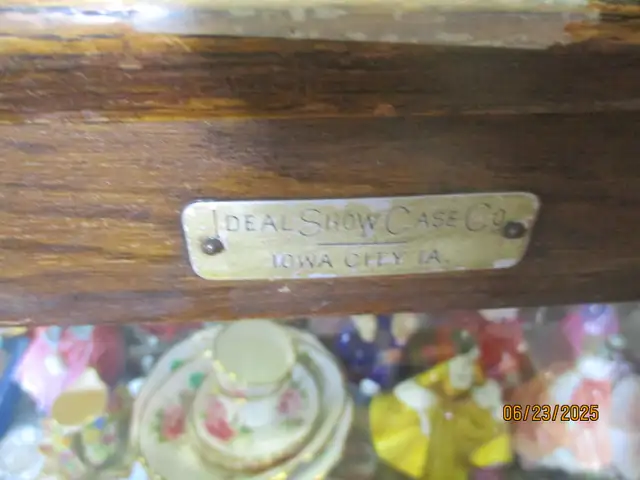 IDEAL SHOW CASE CO.
IOWA CITY IA.
06/23/2025